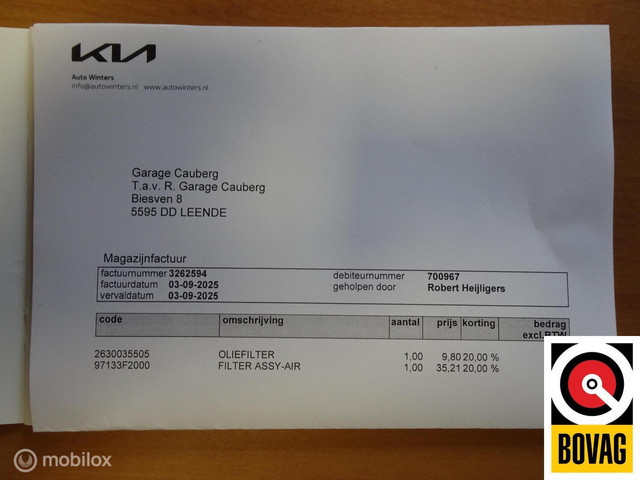 KIA
Auto Winters
info@autowinters.nl www.autowinters.nl
Garage Cauberg
T.a.v. R. Garage Cauberg
Biesven 8
5595 DD LEENDE
Magazijnfactuur
factuurnummer 3262594 debiteurnummer 700967
factuurdatum 03-09-2025 geholpen door Robert Heijligers
vervaldatum 03-09-2025
code omschrijving aantal prijs korting bedrag
excl.BTW
2630035505 OLIEFILTER 1,00 9,80 20,00 %
97133F2000 FILTER ASSY-AIR 1,00 35,21 20,00 %
BOVAG
mobilox